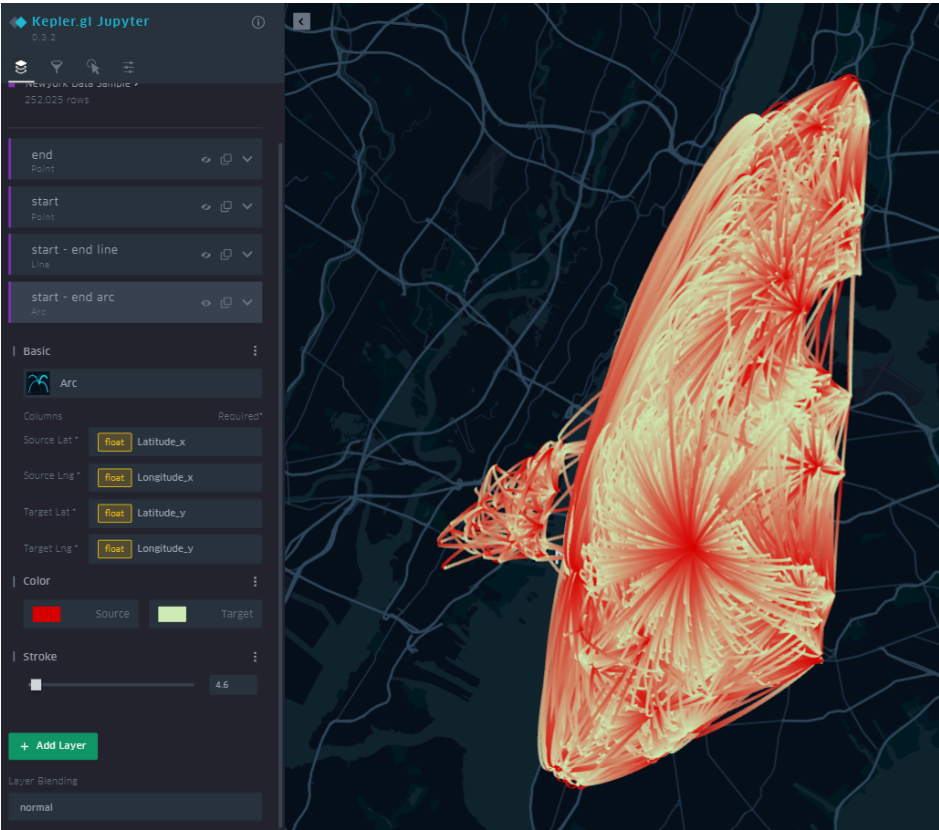 Kepler.gl Jupyter
0.3.2
Newyork Data Sample
252,025 rows
end
Point
start
Point
start - end line
Line
start - end arc
Arc
Basic
Arc
Columns Required*
Source Lat * float Latitude_x
Source Lng * float Longitude_x
Target Lat * float Latitude_y
Target Lng * float Longitude_y
Color
Source Target
Stroke
4.6
+ Add Layer
Layer Blending
normal